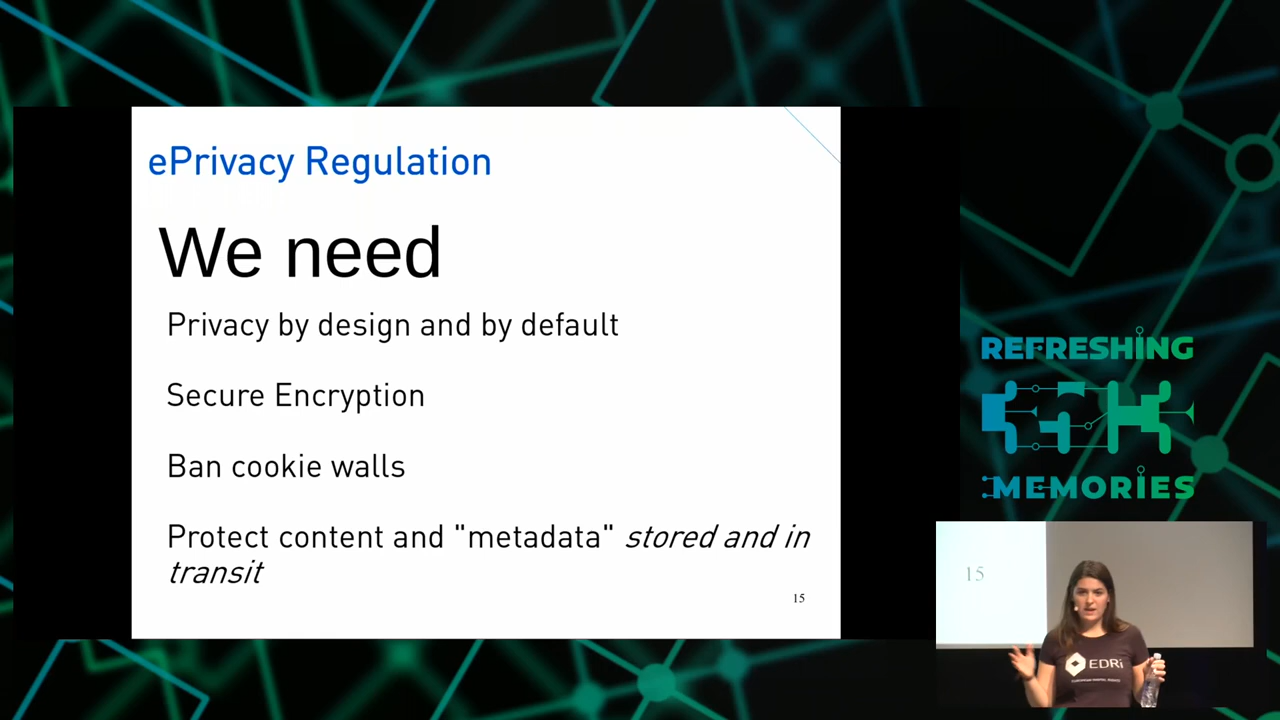 ePrivacy Regulation
We need
Privacy by design and by default
Secure Encryption
Ban cookie walls
Protect content and "metadata" stored and in
transit
15
REFRESHING
MEMORIES
15
EDRi